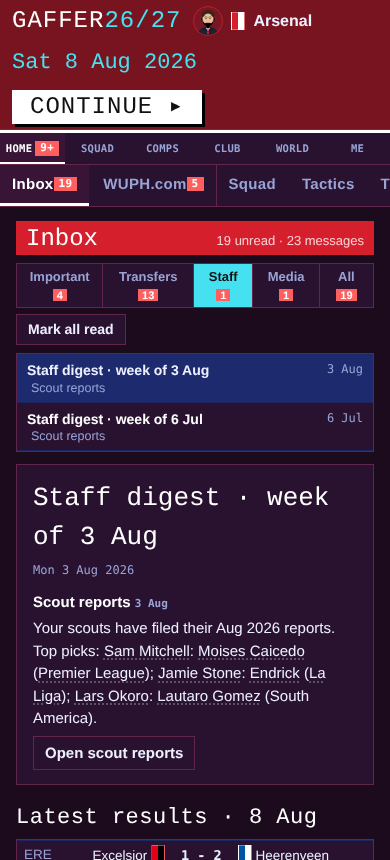 GAFFER26/27 Arsenal
Sat 8 Aug 2026
CONTINUE ▸
HOME 9+ SQUAD COMPS CLUB WORLD ME
Inbox 19 WUPH.com 5 Squad Tactics T
Inbox 19 unread · 23 messages
Important Transfers Staff Media All
4 13 1 1 19
Mark all read
Staff digest · week of 3 Aug 3 Aug
Scout reports
Staff digest · week of 6 Jul 6 Jul
Scout reports
Staff digest · week
of 3 Aug
Mon 3 Aug 2026
Scout reports 3 Aug
Your scouts have filed their Aug 2026 reports.
Top picks: Sam Mitchell: Moises Caicedo
(Premier League); Jamie Stone: Endrick (La
Liga); Lars Okoro: Lautaro Gomez (South
America).
Open scout reports
Latest results · 8 Aug
ERE Excelsior 1 - 2 Heerenveen